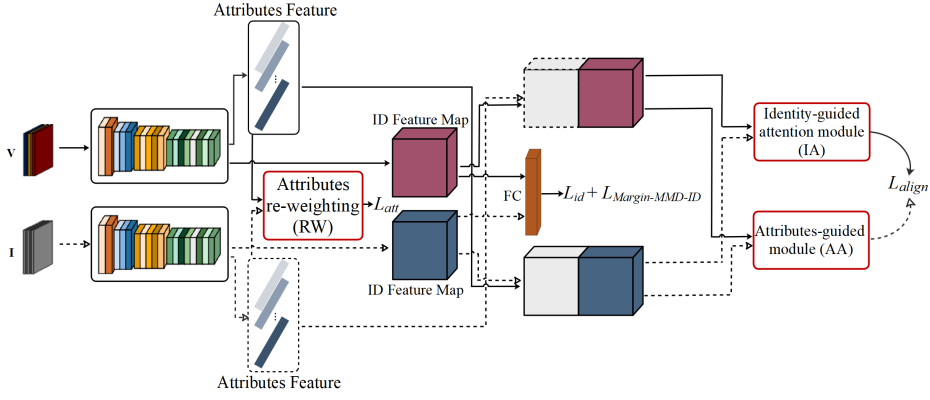 Attributes Feature
V
ID Feature Map
Identity-guided
attention module
(IA)
Attributes
re-weighting
(RW)
L_att
FC
L_id + L_Margin-MMD-ID
L_align
I
Attributes-guided
module (AA)
ID Feature Map
Attributes Feature